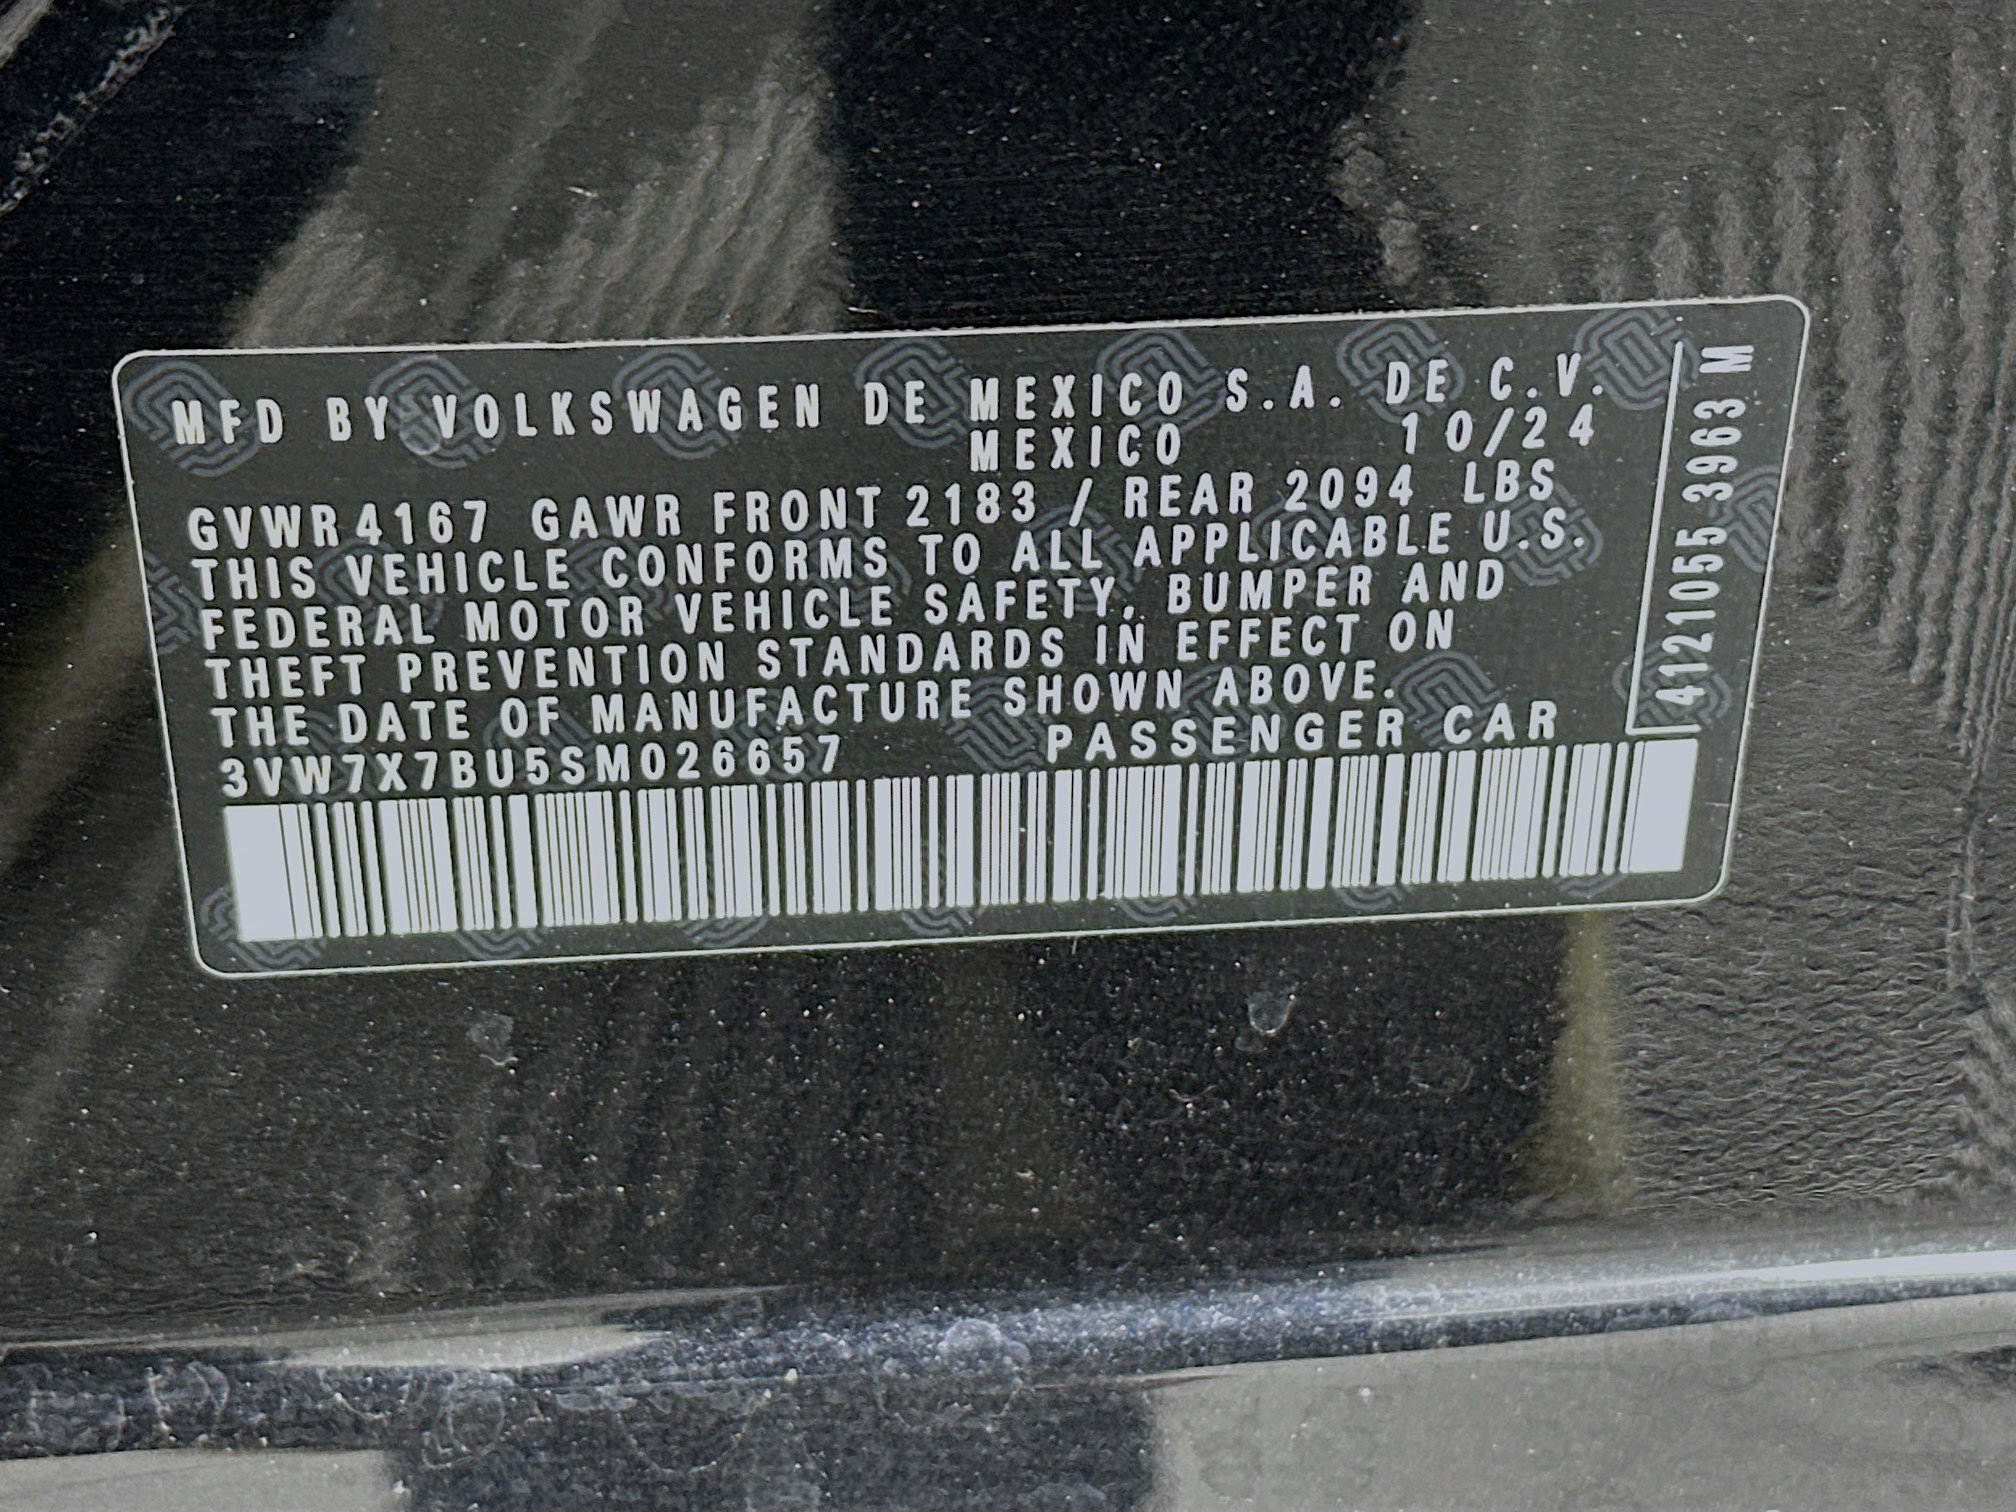 MFD BY VOLKSWAGEN DE MEXICO S.A. DE C.V.
MEXICO 10/24
GVWR 4167 GAWR FRONT 2183 / REAR 2094 LBS
THIS VEHICLE CONFORMS TO ALL APPLICABLE U.S.
FEDERAL MOTOR VEHICLE SAFETY, BUMPER AND
THEFT PREVENTION STANDARDS IN EFFECT ON
THE DATE OF MANUFACTURE SHOWN ABOVE.
3VW7X7BU5SM026657 PASSENGER CAR
4121055 3963 M